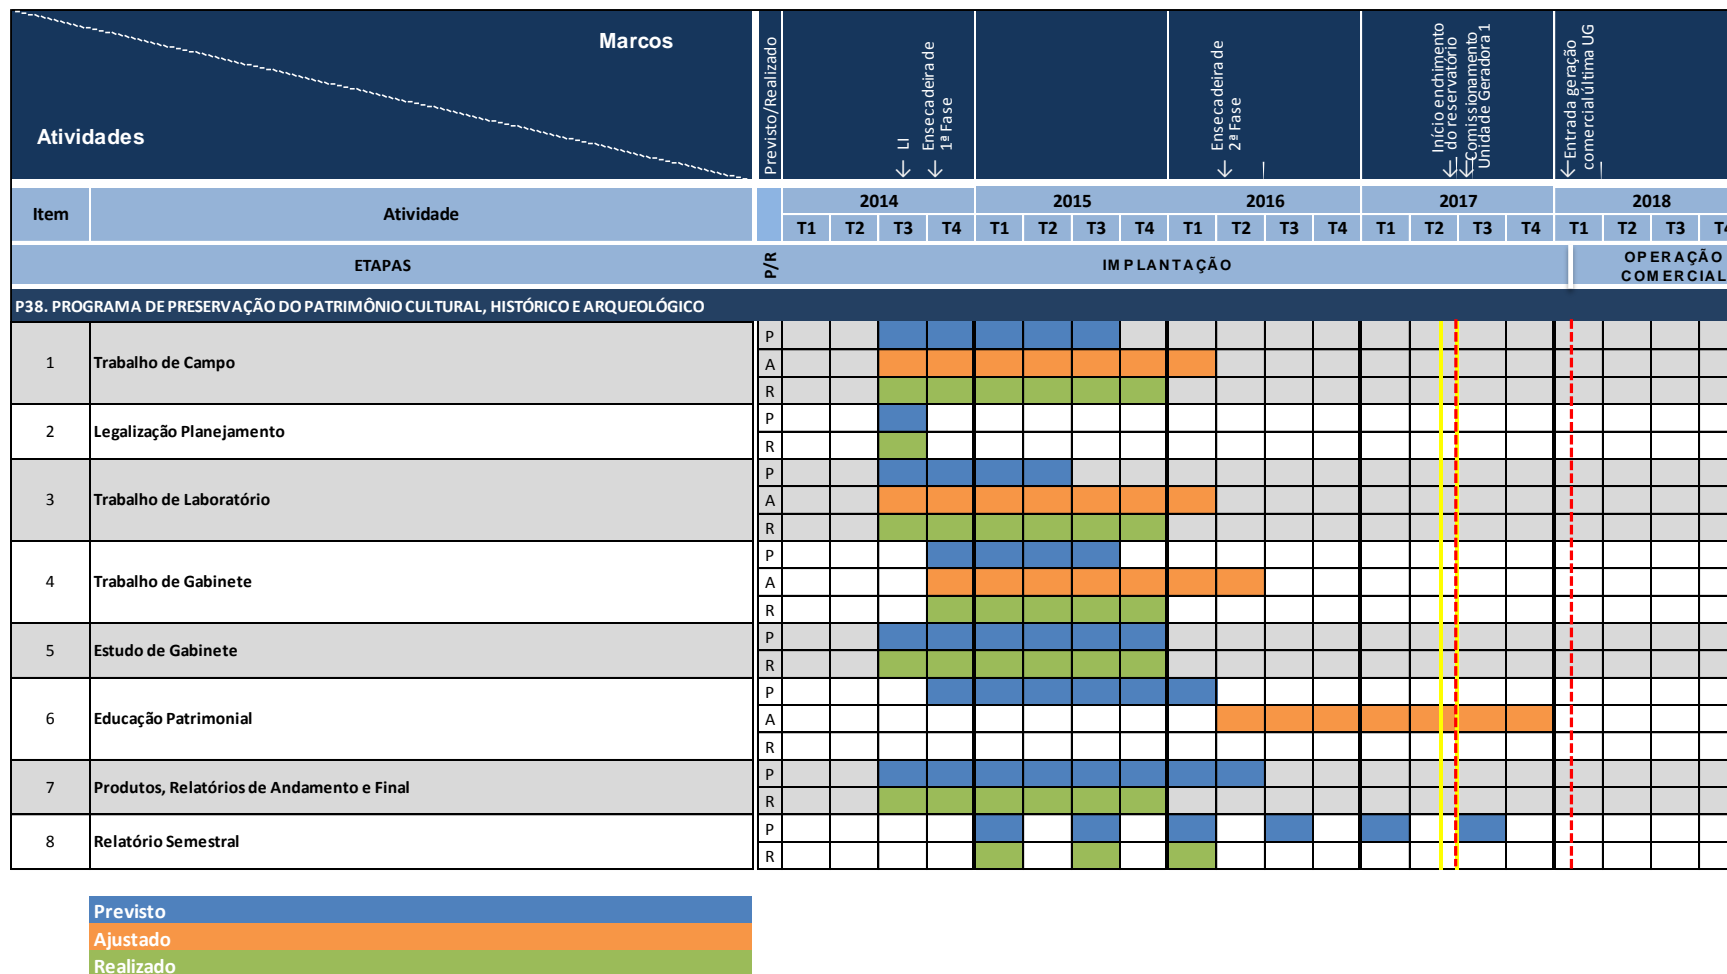 Marcos
Atividades
Previsto/Realizado
LI
Ensecadeira de
1ª Fase
Ensecadeira de
2ª Fase
Início enchimento
do reservatório
Comissionamento
Unidade Geradora 1
Entrada geração
comercial última UG
Item Atividade 2014 2015 2016 2017 2018
T1 T2 T3 T4 T1 T2 T3 T4 T1 T2 T3 T4 T1 T2 T3 T4 T1 T2 T3 T4
ETAPAS P/R IMPLANTAÇÃO OPERAÇÃO
COMERCIAL
P38. PROGRAMA DE PRESERVAÇÃO DO PATRIMÔNIO CULTURAL, HISTÓRICO E ARQUEOLÓGICO
1 Trabalho de Campo
P
A
R
2 Legalização Planejamento
P
R
3 Trabalho de Laboratório
P
A
R
4 Trabalho de Gabinete
P
A
R
5 Estudo de Gabinete
P
R
6 Educação Patrimonial
P
A
R
7 Produtos, Relatórios de Andamento e Final
P
R
8 Relatório Semestral
P
R
Previsto
Ajustado
Realizado